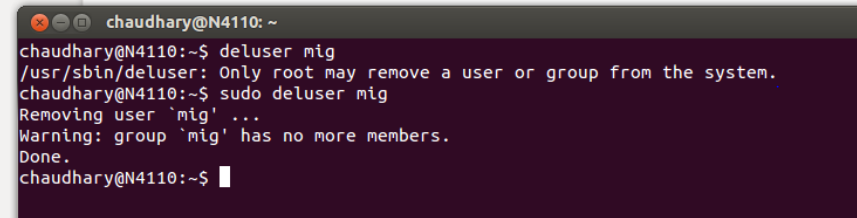 chaudhary@N4110: ~
chaudhary@N4110:~$ deluser mig
/usr/sbin/deluser: Only root may remove a user or group from the system.
chaudhary@N4110:~$ sudo deluser mig
Removing user `mig' ...
Warning: group `mig' has no more members.
Done.
chaudhary@N4110:~$